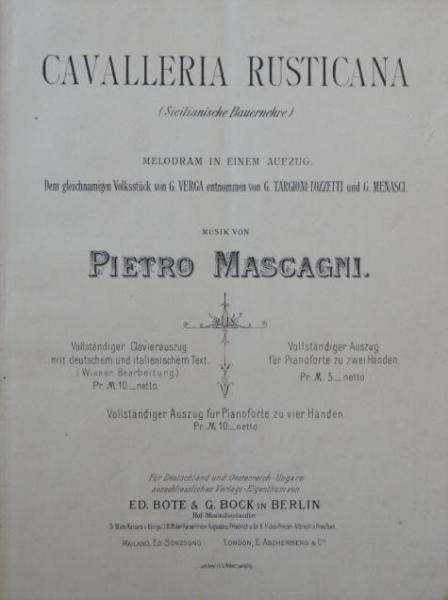 CAVALLERIA RUSTICANA
(Sicilianische Bauernehre)
MELODRAM IN EINEM AUFZUG.
Dem gleichnamigen Volksstück von G. VERGA entnommen von G. TARGIONI TOZZETTI und G. MENASCI.
MUSIK VON
PIETRO MASCAGNI.
Vollständiger Clavierauszug
mit deutschem und italienischem Text.
(Wiener Bearbeitung)
Pr. M. 10._netto.
Vollständiger Auszug
für Pianoforte zu zwei Händen.
Pr. M. 5._netto
Vollständiger Auszug für Pianoforte zu vier Händen
Pr. M. 10._netto.
Für Deutschland und Oesterreich-Ungarn
ausschliessliches Verlags-Eigenthum von
ED. BOTE & G. BOCK IN BERLIN
Hof Musikalienhändler
MAILAND, ED. SONZOGNO. LONDON, E. ASCHERBERG & Co.